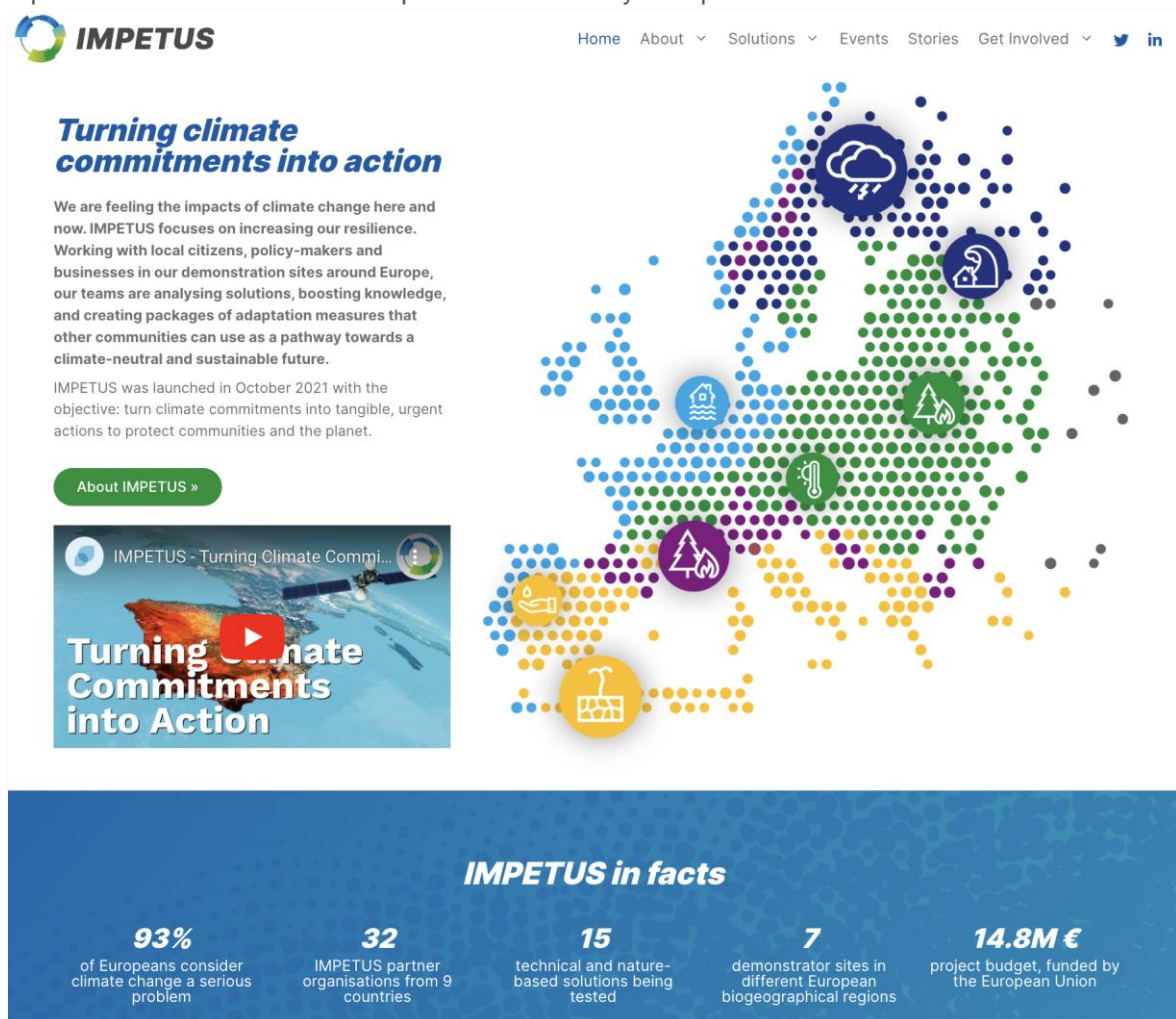 IMPETUS
Home About Solutions Events Stories Get Involved
Turning climate
commitments into action
We are feeling the impacts of climate change here and
now. IMPETUS focuses on increasing our resilience.
Working with local citizens, policy-makers and
businesses in our demonstration sites around Europe,
our teams are analysing solutions, boosting knowledge,
and creating packages of adaptation measures that
other communities can use as a pathway towards a
climate-neutral and sustainable future.
IMPETUS was launched in October 2021 with the
objective: turn climate commitments into tangible, urgent
actions to protect communities and the planet.
About IMPETUS »
IMPETUS - Turning Climate Commi...
Turning Climate
Commitments
into Action
IMPETUS in facts
93%
of Europeans consider
climate change a serious
problem
32
IMPETUS partner
organisations from 9
countries
15
technical and nature-
based solutions being
tested
7
demonstrator sites in
different European
biogeographical regions
14.8M €
project budget, funded by
the European Union